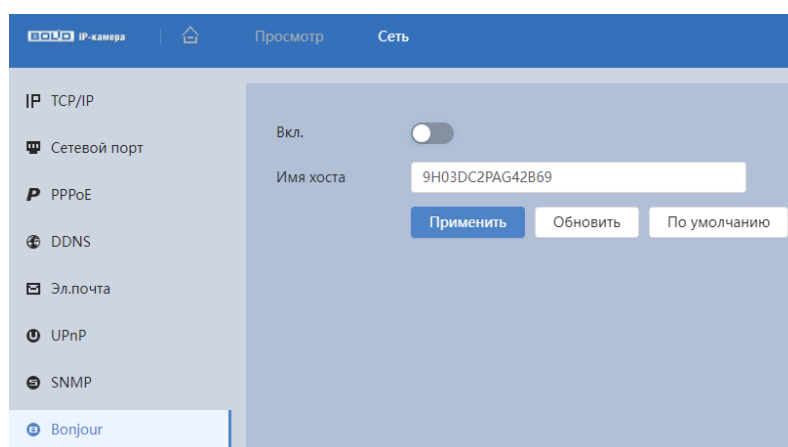 BOLID IP-камера
Просмотр
Сеть
TCP/IP
Сетевой порт
PPPoE
DDNS
Эл.почта
UPnP
SNMP
Bonjour
Вкл.
Имя хоста
9H03DC2PAG42B69
Применить
Обновить
По умолчанию